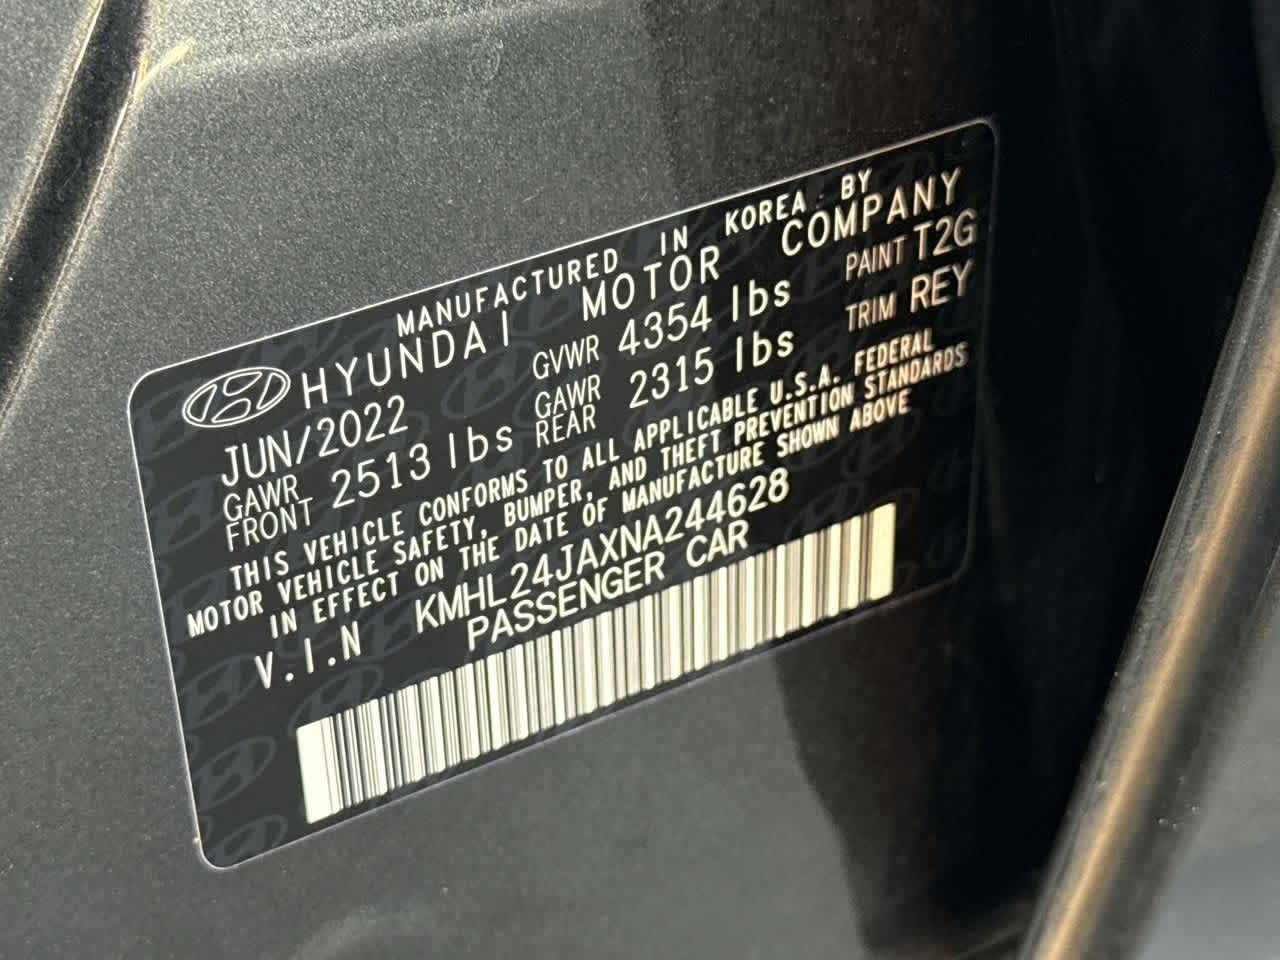 MANUFACTURED IN KOREA BY
HYUNDAI MOTOR COMPANY
JUN/2022 GVWR 4354 lbs PAINT T2G
GAWR FRONT 2513 lbs GAWR REAR 2315 lbs TRIM REY
THIS VEHICLE CONFORMS TO ALL APPLICABLE U.S.A. FEDERAL
MOTOR VEHICLE SAFETY, BUMPER, AND THEFT PREVENTION STANDARDS
IN EFFECT ON THE DATE OF MANUFACTURE SHOWN ABOVE
V.I.N KMHL24JAXNA244628
PASSENGER CAR